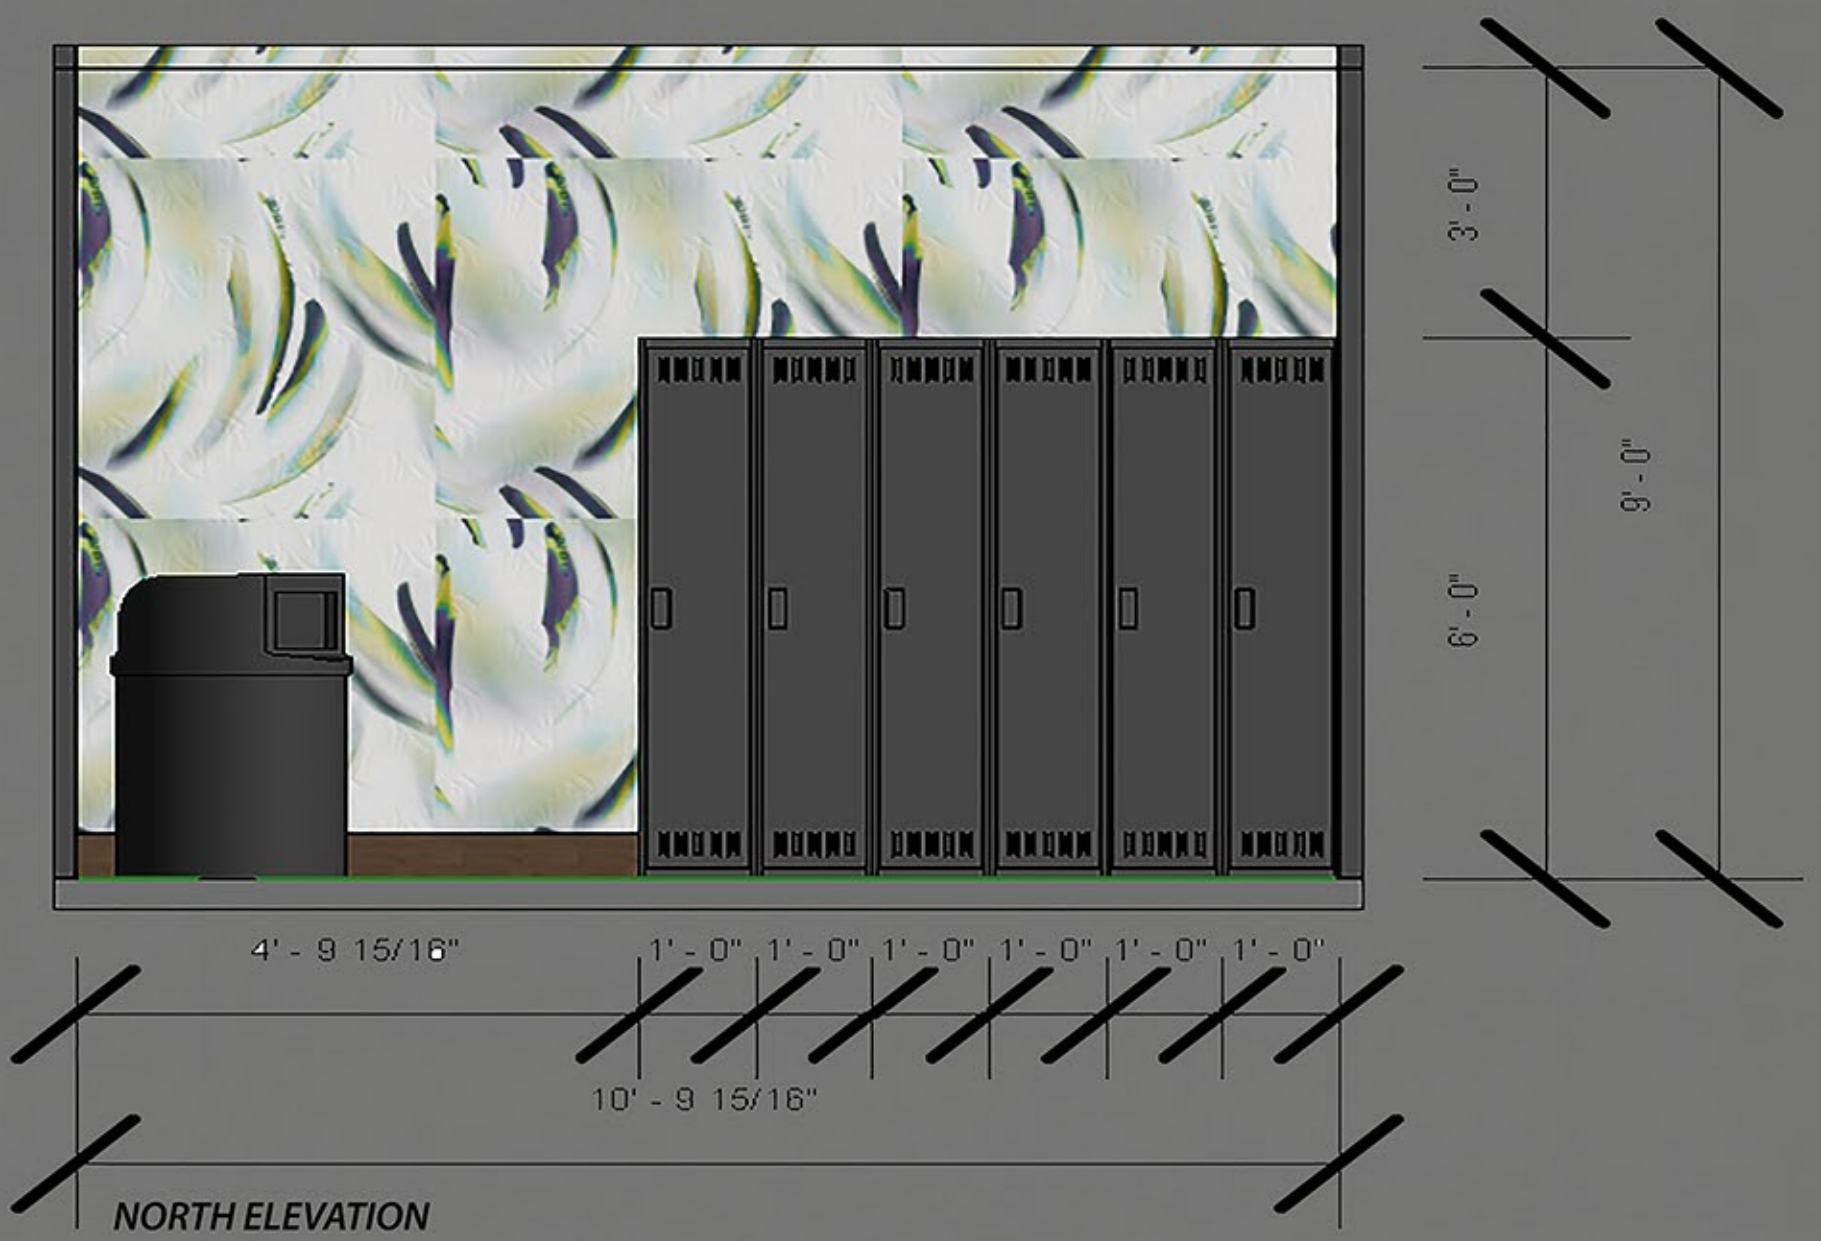 3' - 0"
9' - 0"
6' - 0"
4' - 9 15/16" 1' - 0" 1' - 0" 1' - 0" 1' - 0" 1' - 0" 1' - 0"
10' - 9 15/16"
NORTH ELEVATION